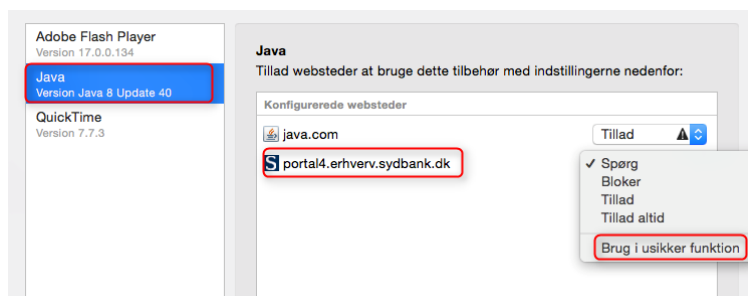 Adobe Flash Player
Version 17.0.0.134
Java
Version Java 8 Update 40
QuickTime
Version 7.7.3
Java
Tillad websteder at bruge dette tilbehør med indstillingerne nedenfor:
Konfigurerede websteder
java.com
Tillad
portal4.erhverv.sydbank.dk
✓ Spørg
Bloker
Tillad
Tillad altid
Brug i usikker funktion